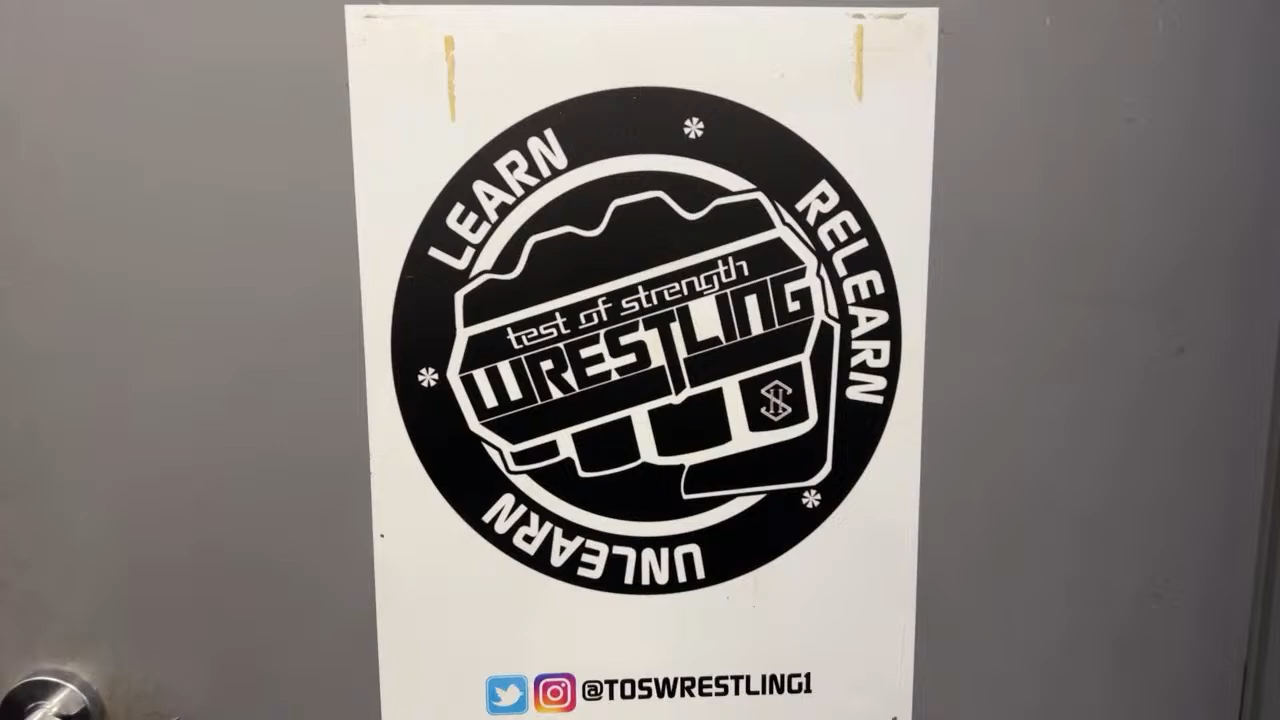 LEARN
RELEARN
UNLEARN
test of strength
WRESTLING
@TOSWRESTLING1